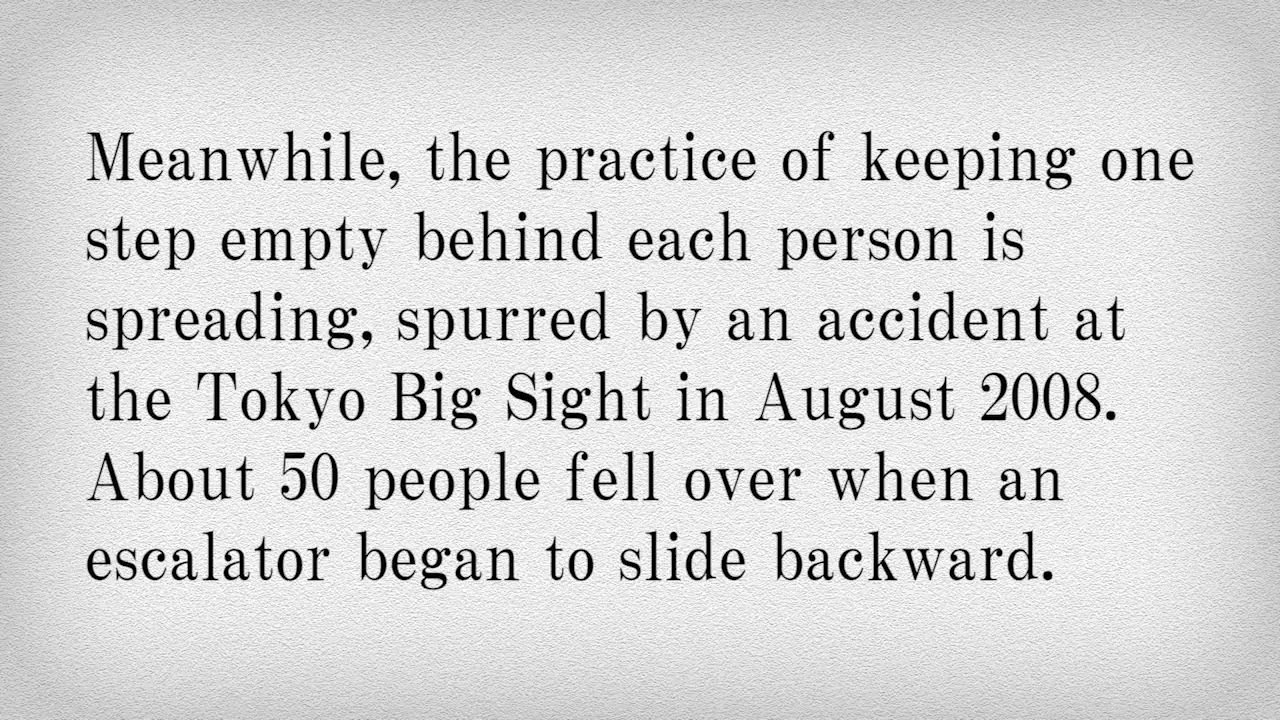 Meanwhile, the practice of keeping one
step empty behind each person is
spreading, spurred by an accident at
the Tokyo Big Sight in August 2008.
About 50 people fell over when an
escalator began to slide backward.